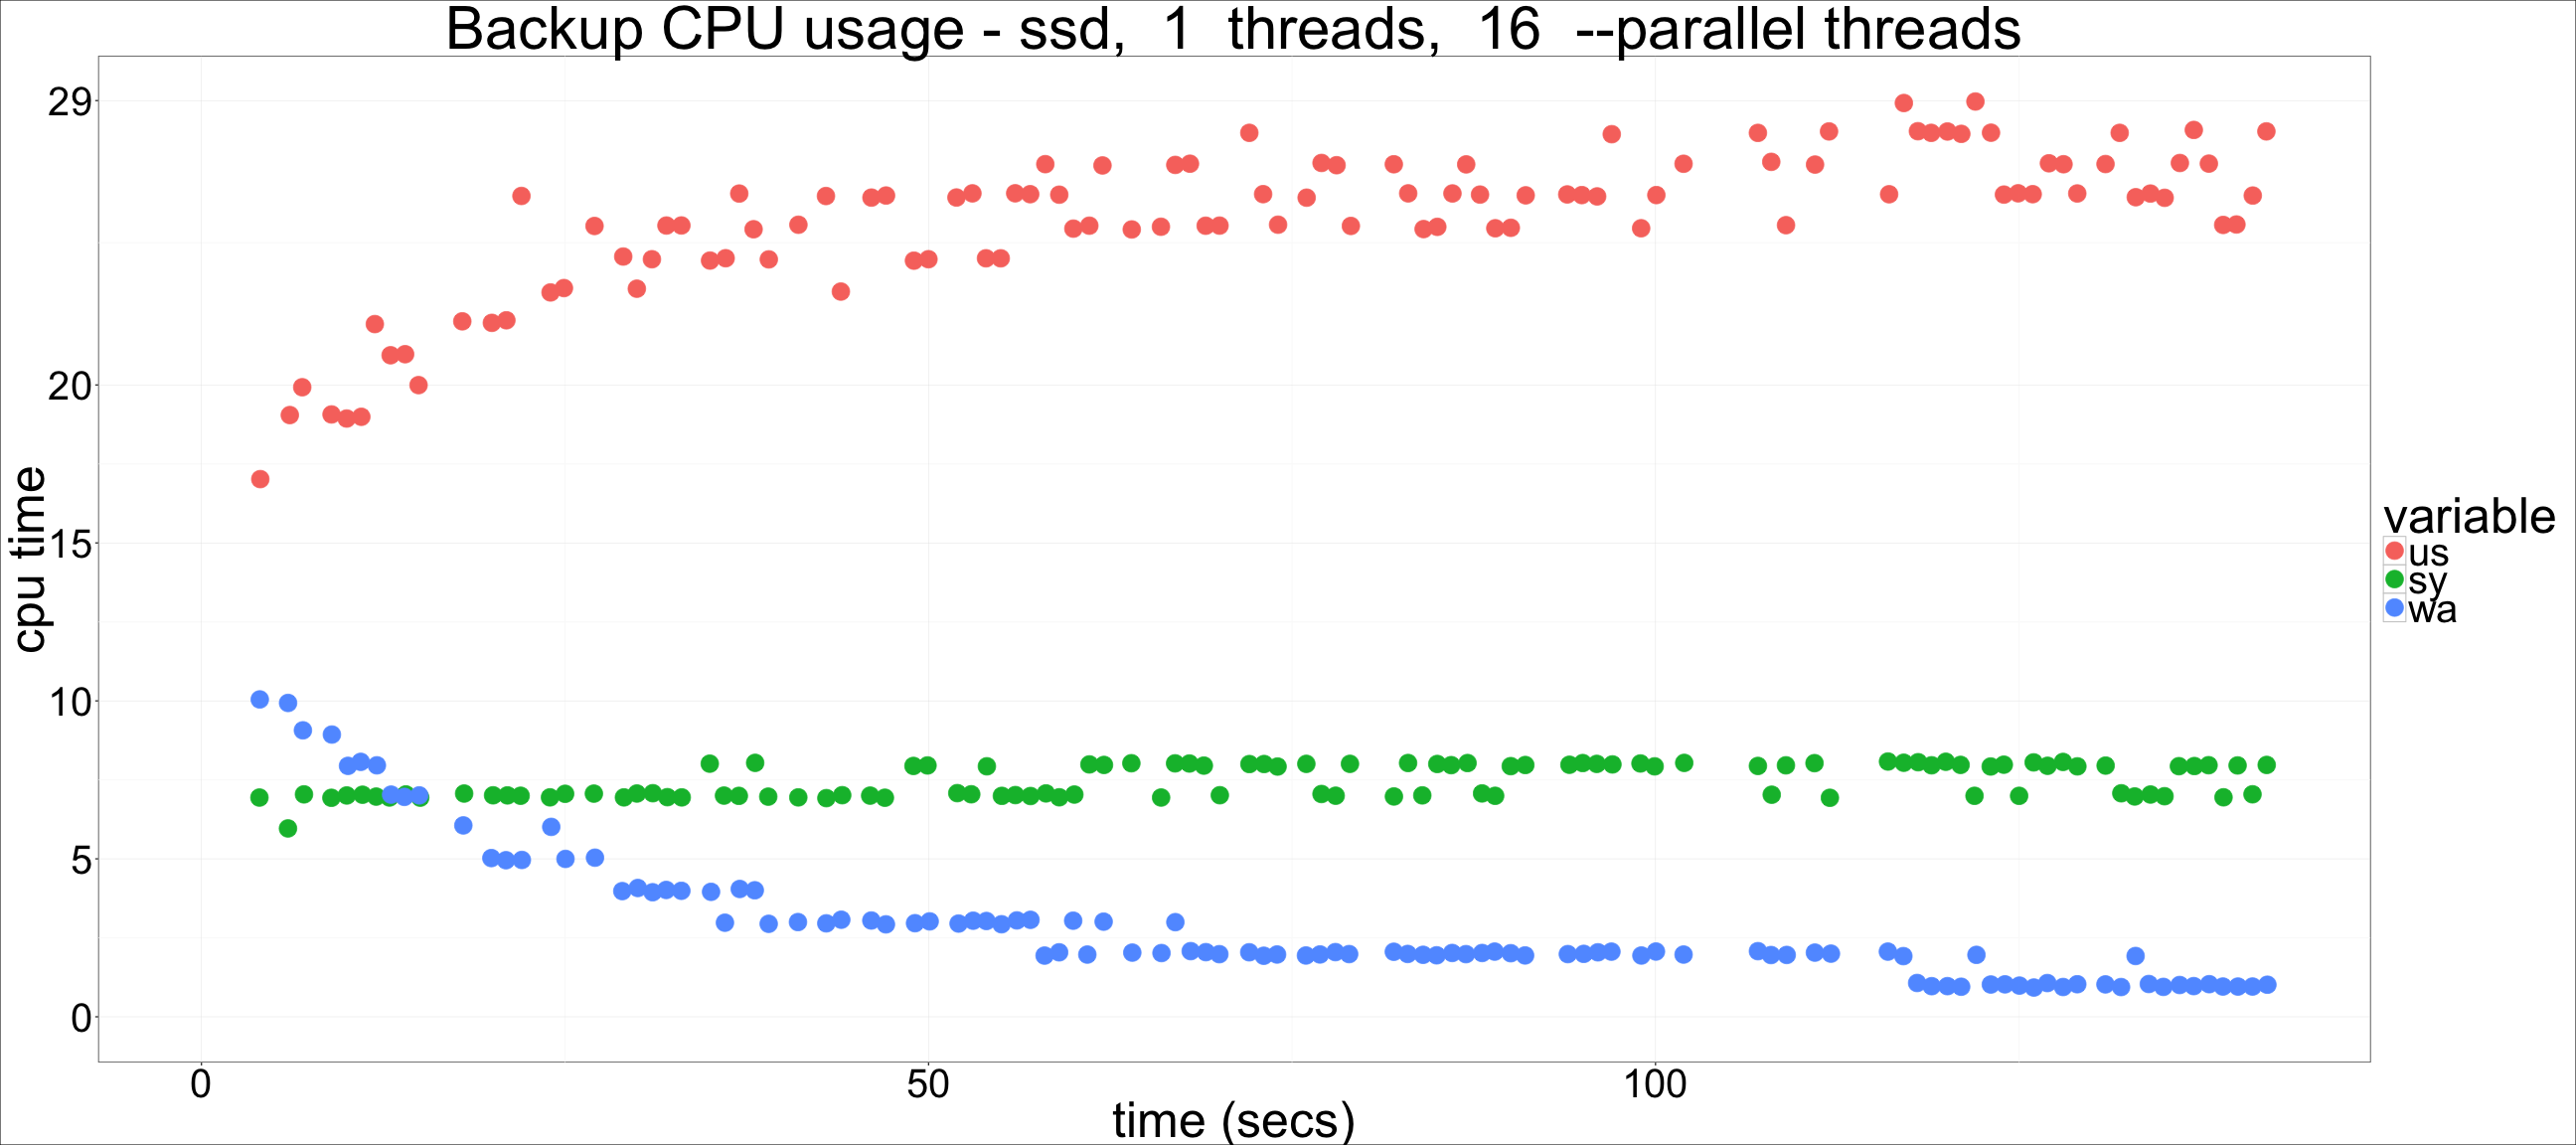 Backup CPU usage - ssd, 1 threads, 16 --parallel threads
29
20
15
10
5
0
cpu time
0 50 100
time (secs)
variable
us
sy
wa